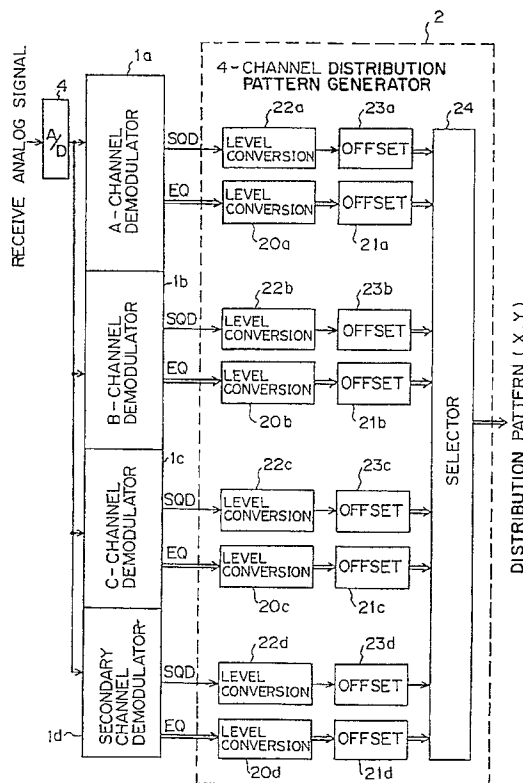 2
4-CHANNEL DISTRIBUTION
PATTERN GENERATOR
RECEIVE ANALOG SIGNAL
4
A/D
1a
A-CHANNEL
DEMODULATOR
SQD
EQ
22a
LEVEL
CONVERSION
23a
OFFSET
24
LEVEL
CONVERSION
20a
OFFSET
21a
1b
B-CHANNEL
DEMODULATOR
SQD
EQ
22b
LEVEL
CONVERSION
23b
OFFSET
LEVEL
CONVERSION
20b
OFFSET
21b
SELECTOR
DISTRIBUTION PATTERN (X, Y)
1c
C-CHANNEL
DEMODULATOR
SQD
EQ
22c
LEVEL
CONVERSION
23c
OFFSET
LEVEL
CONVERSION
20c
OFFSET
21c
1d
SECONDARY
CHANNEL
DEMODULATOR
SQD
EQ
22d
LEVEL
CONVERSION
23d
OFFSET
LEVEL
CONVERSION
20d
OFFSET
21d